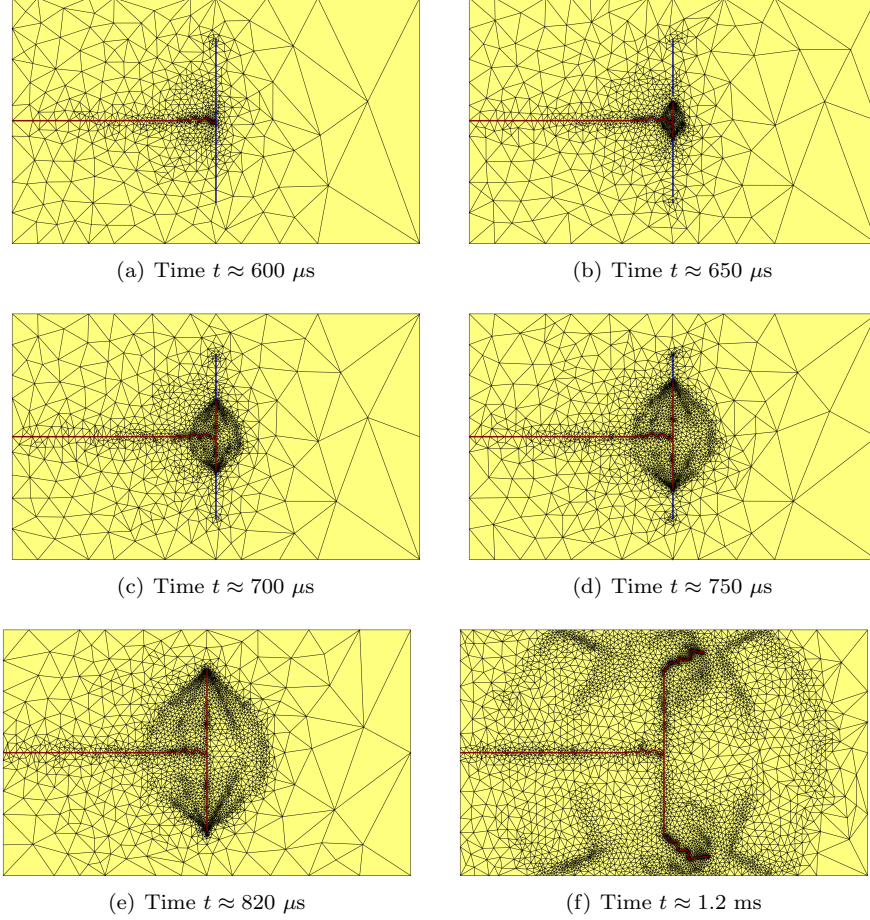 (a) Time t ≈ 600 μs
(b) Time t ≈ 650 μs
(c) Time t ≈ 700 μs
(d) Time t ≈ 750 μs
(e) Time t ≈ 820 μs
(f) Time t ≈ 1.2 ms